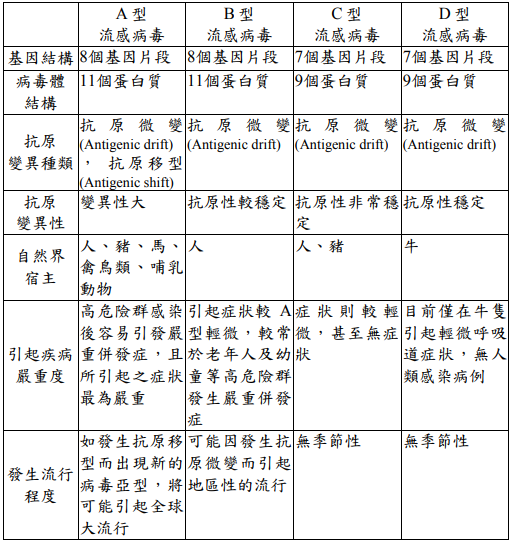 A 型 流感病毒
B 型 流感病毒
C 型 流感病毒
D 型 流感病毒
基因結構
8個基因片段
8個基因片段
7個基因片段
7個基因片段
病毒體
結構
11個蛋白質
11個蛋白質
9個蛋白質
9個蛋白質
抗原
變異種類
抗原微變
(Antigenic drift)
，抗原移型
(Antigenic shift)
抗原微變
(Antigenic drift)
抗原微變
(Antigenic drift)
抗原微變
(Antigenic drift)
抗原
變異性
變異性大
抗原性較穩定
抗原性非常穩
定
抗原性穩定
自然界
宿主
人、豬、馬、
禽鳥類、哺乳
動物
人
人、豬
牛
引起疾病
嚴重度
高危險群感染
後容易引發嚴
重併發症，且
所引起之症狀
最為嚴重
引起症狀較 A
型輕微，較常
於老年人及幼
童等高危險群
發生嚴重併發
症
症狀則較輕
微，甚至無症
狀
目前僅在牛隻
引起輕微呼吸
道症狀，無人
類感染病例
發生流行
程度
如發生抗原移
型而出現新的
病毒亞型，將
可能引起全球
大流行
可能因發生抗
原微變而引起
地區性的流行
無季節性
無季節性